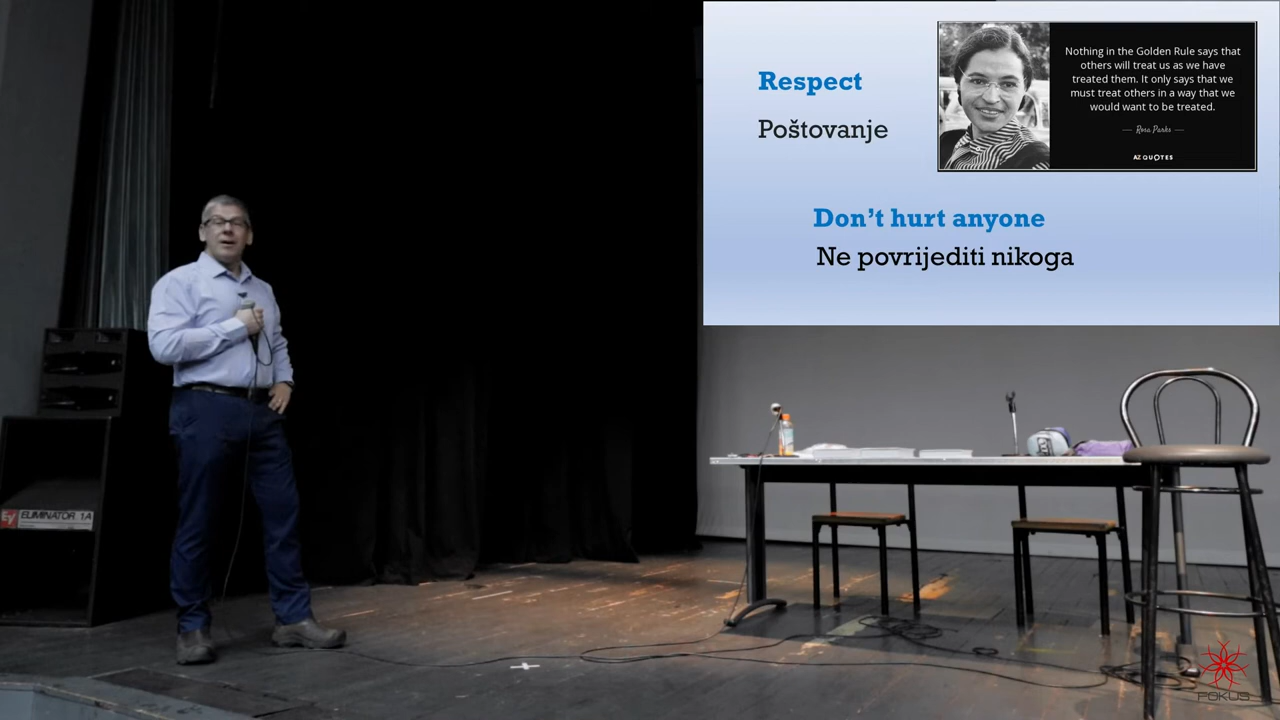 Respect
Poštovanje
Nothing in the Golden Rule says that
others will treat us as we have
treated them. It only says that we
must treat others in a way that we
would want to be treated.
— Rosa Parks —
AZ QUOTES
Don't hurt anyone
Ne povrijediti nikoga
EV ELIMINATOR 1A
FOKUS